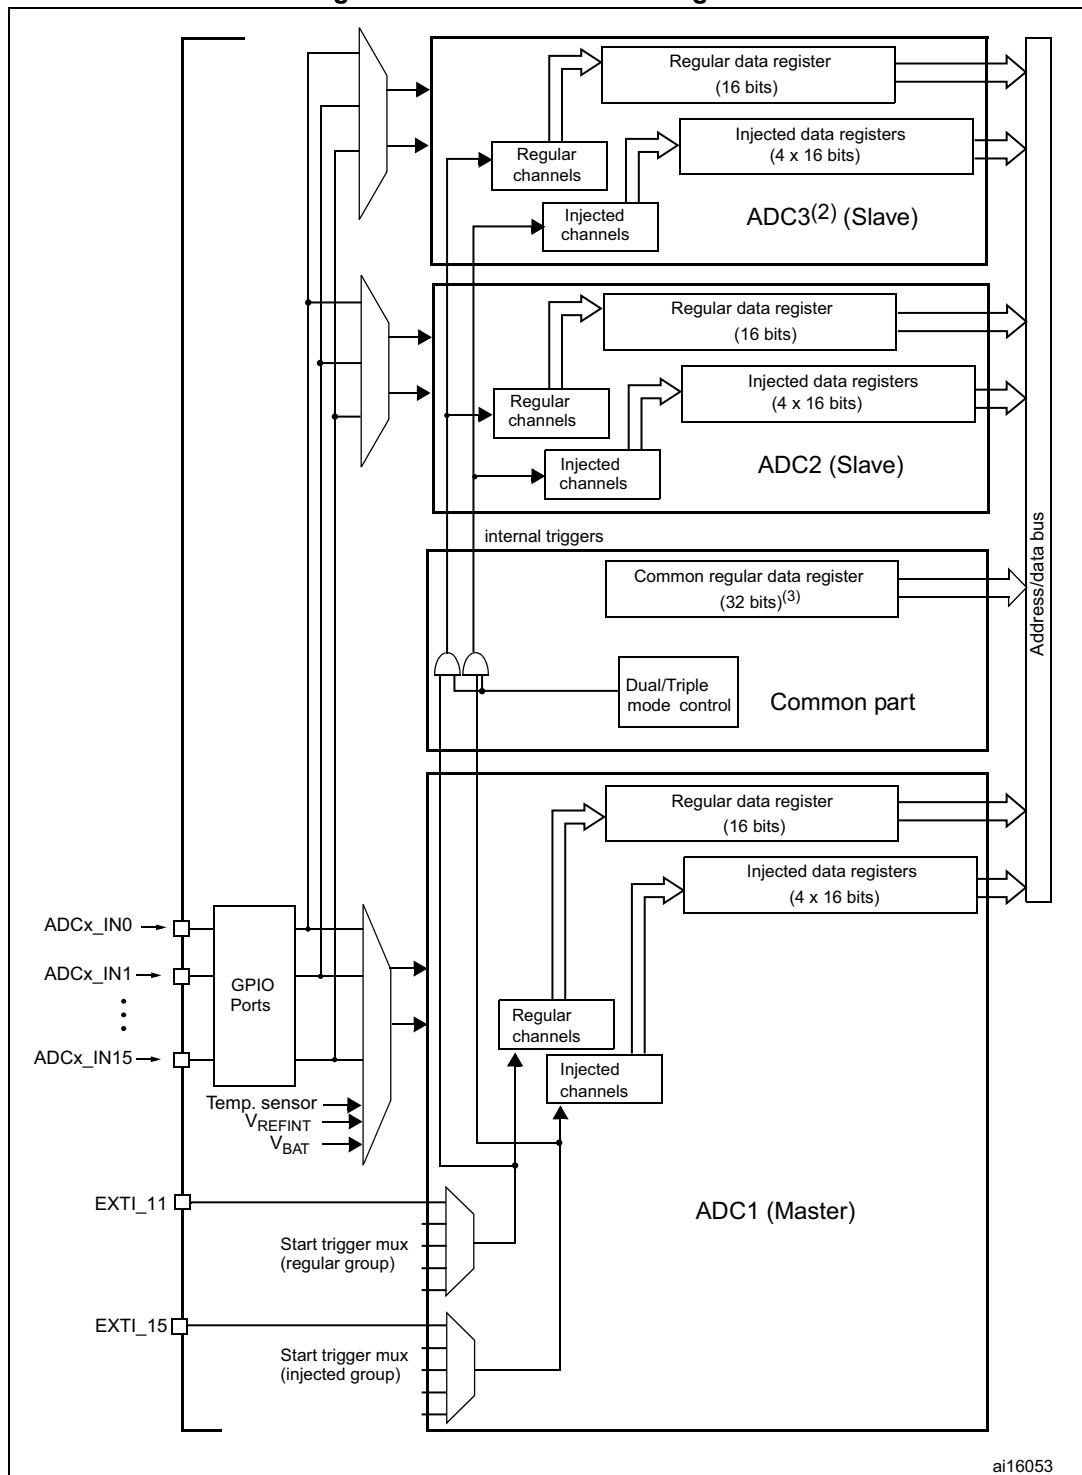 Regular data register
(16 bits)
Injected data registers
(4 x 16 bits)
Regular
channels
Injected
channels
ADC3(2) (Slave)
Regular data register
(16 bits)
Injected data registers
(4 x 16 bits)
Regular
channels
Injected
channels
ADC2 (Slave)
internal triggers
Common regular data register
(32 bits)(3)
Dual/Triple
mode control
Common part
Address/data bus
Regular data register
(16 bits)
Injected data registers
(4 x 16 bits)
ADCx_IN0
ADCx_IN1
ADCx_IN15
GPIO
Ports
Regular
channels
Injected
channels
Temp. sensor
VREFINT
VBAT
EXTI_11
Start trigger mux
(regular group)
ADC1 (Master)
EXTI_15
Start trigger mux
(injected group)
ai16053